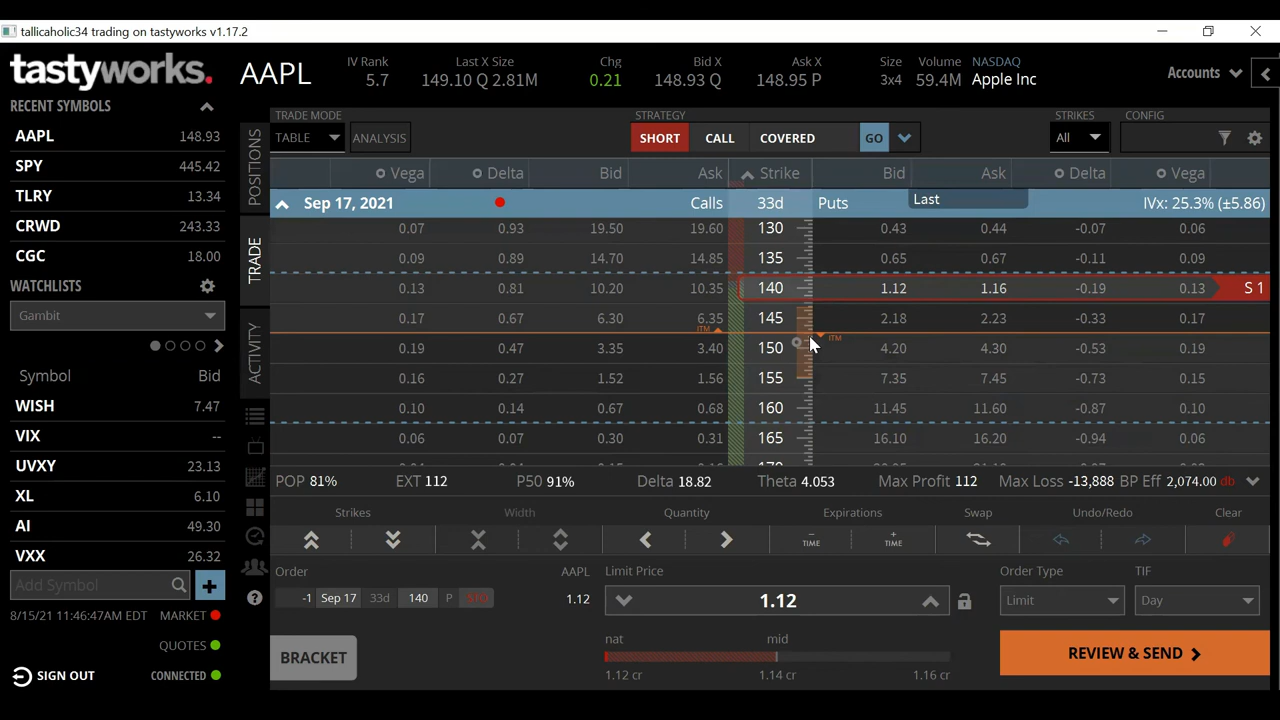 tallicaholic34 trading on tastyworks v1.17.2
tastyworks.
AAPL
IV Rank Last X Size Chg Bid X Ask X Size Volume NASDAQ
5.7 149.10 Q 2.81M 0.21 148.93 Q 148.95 P 3x4 59.4M Apple Inc
Accounts
RECENT SYMBOLS
AAPL 148.93
SPY 445.42
TLRY 13.34
CRWD 243.33
CGC 18.00
WATCHLISTS
Gambit
Symbol Bid
WISH 7.47
VIX --
UVXY 23.13
XL 6.10
AI 49.30
VXX 26.32
Add Symbol
8/15/21 11:46:47AM EDT MARKET
QUOTES
SIGN OUT CONNECTED
POSITIONS
TRADE
ACTIVITY
TRADE MODE STRATEGY STRIKES CONFIG
TABLE ANALYSIS SHORT CALL COVERED GO All
Vega Delta Bid Ask Strike Bid Ask Delta Vega
Sep 17, 2021 Calls 33d Puts Last IVx: 25.3% (±5.86)
0.07 0.93 19.50 19.60 130 0.43 0.44 -0.07 0.06
0.09 0.89 14.70 14.85 135 0.65 0.67 -0.11 0.09
0.13 0.81 10.20 10.35 140 1.12 1.16 -0.19 0.13 S 1
0.17 0.67 6.30 6.35 145 2.18 2.23 -0.33 0.17
ITM ITM
0.19 0.47 3.35 3.40 150 4.20 4.30 -0.53 0.19
0.16 0.27 1.52 1.56 155 7.35 7.45 -0.73 0.15
0.10 0.14 0.67 0.68 160 11.45 11.60 -0.87 0.10
0.06 0.07 0.30 0.31 165 16.10 16.20 -0.94 0.06
POP 81% EXT 112 P50 91% Delta 18.82 Theta 4.053 Max Profit 112 Max Loss -13,888 BP Eff 2,074.00 db
Strikes Width Quantity Expirations Swap Undo/Redo Clear
TIME TIME
Order AAPL Limit Price Order Type TIF
-1 Sep 17 33d 140 P STO 1.12 1.12 Limit Day
BRACKET
nat mid
1.12 cr 1.14 cr 1.16 cr
REVIEW & SEND